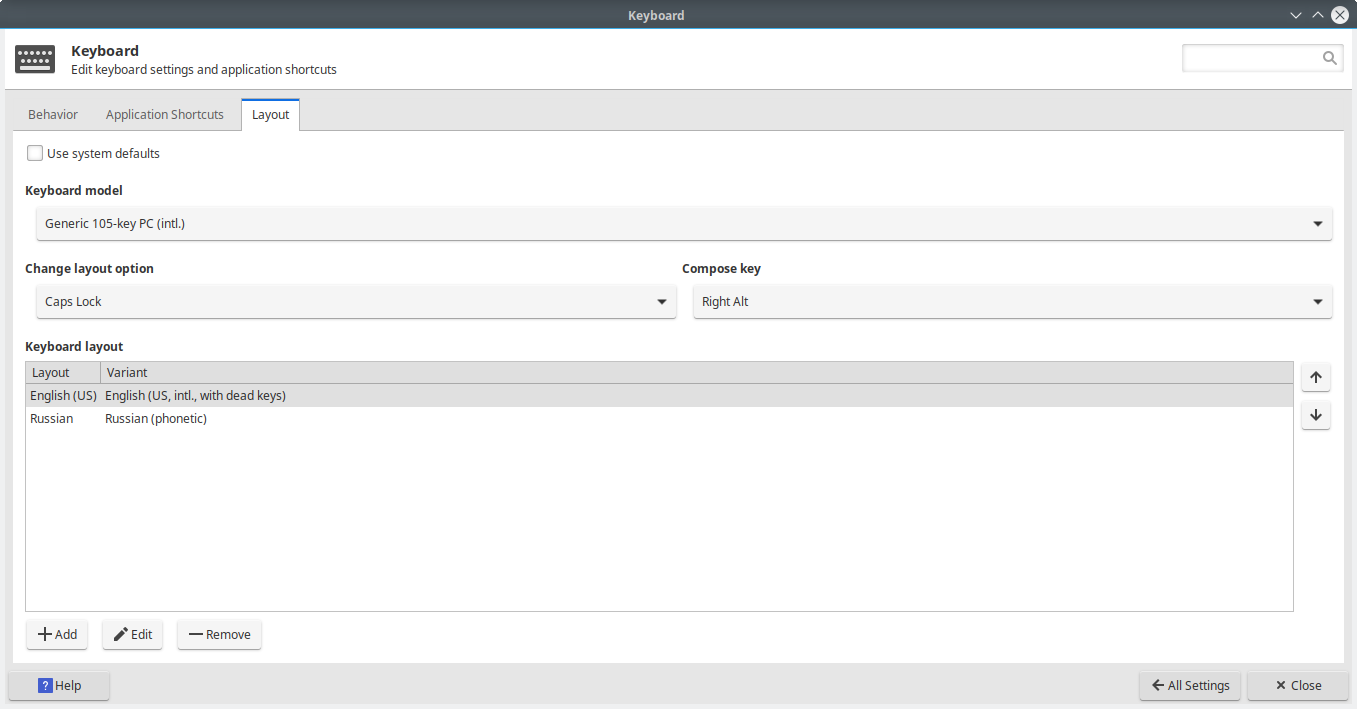 Keyboard
Keyboard
Edit keyboard settings and application shortcuts
Behavior Application Shortcuts Layout
Use system defaults
Keyboard model
Generic 105-key PC (intl.)
Change layout option Compose key
Caps Lock Right Alt
Keyboard layout
Layout Variant
English (US) English (US, intl., with dead keys)
Russian Russian (phonetic)
Add Edit Remove
? Help All Settings Close